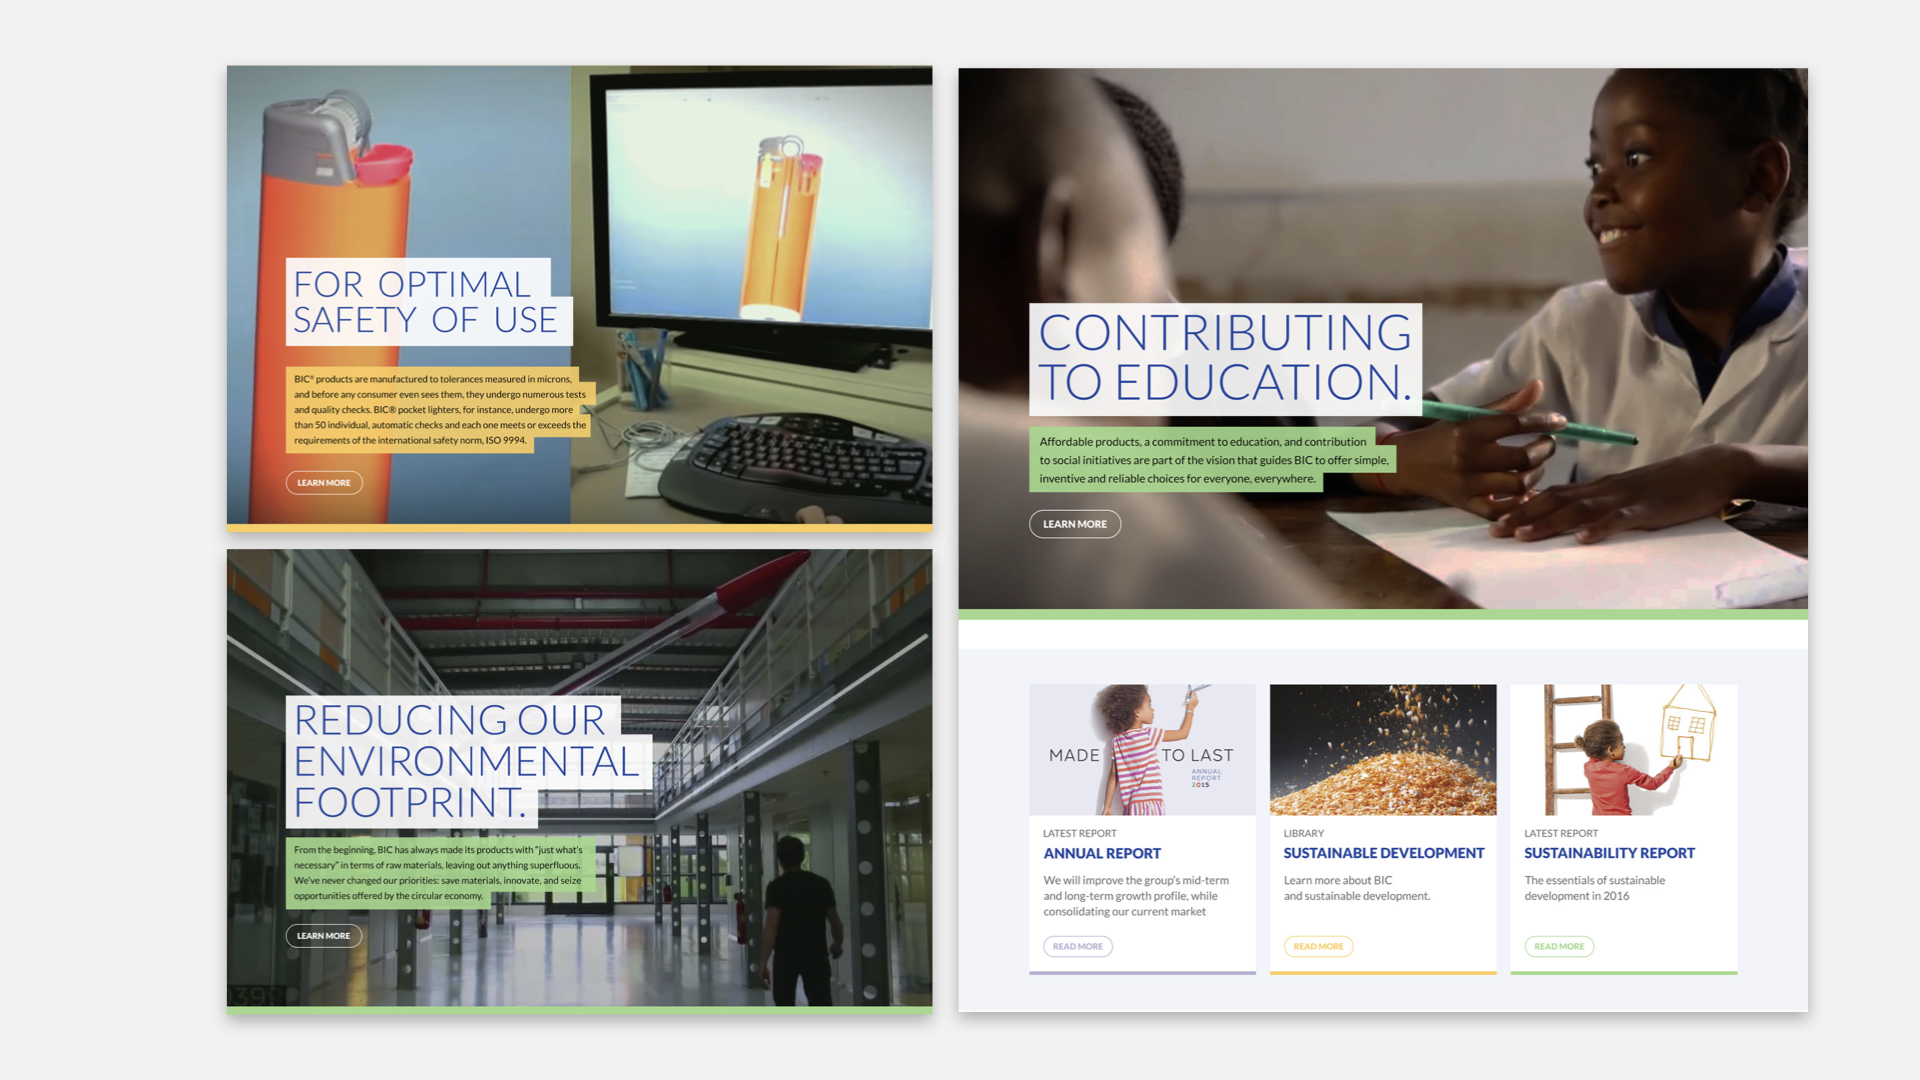 FOR OPTIMAL
SAFETY OF USE
BIC® products are manufactured to tolerances measured in microns,
and before any consumer even sees them, they undergo numerous tests
and quality checks. BIC® pocket lighters, for instance, undergo more
than 50 individual, automatic checks and each one meets or exceeds the
requirements of the international safety norm, ISO 9994.
LEARN MORE
REDUCING OUR
ENVIRONMENTAL
FOOTPRINT.
From the beginning, BIC has always made its products with "just what's
necessary" in terms of raw materials, leaving out anything superfluous.
We've never changed our priorities: save materials, innovate, and seize
opportunities offered by the circular economy.
LEARN MORE
CONTRIBUTING
TO EDUCATION.
Affordable products, a commitment to education, and contribution
to social initiatives are part of the vision that guides BIC to offer simple,
inventive and reliable choices for everyone, everywhere.
LEARN MORE
MADE TO LAST
ANNUAL
REPORT
2015
LATEST REPORT
ANNUAL REPORT
We will improve the group's mid-term
and long-term growth profile, while
consolidating our current market
READ MORE
LIBRARY
SUSTAINABLE DEVELOPMENT
Learn more about BIC
and sustainable development.
READ MORE
LATEST REPORT
SUSTAINABILITY REPORT
The essentials of sustainable
development in 2016
READ MORE